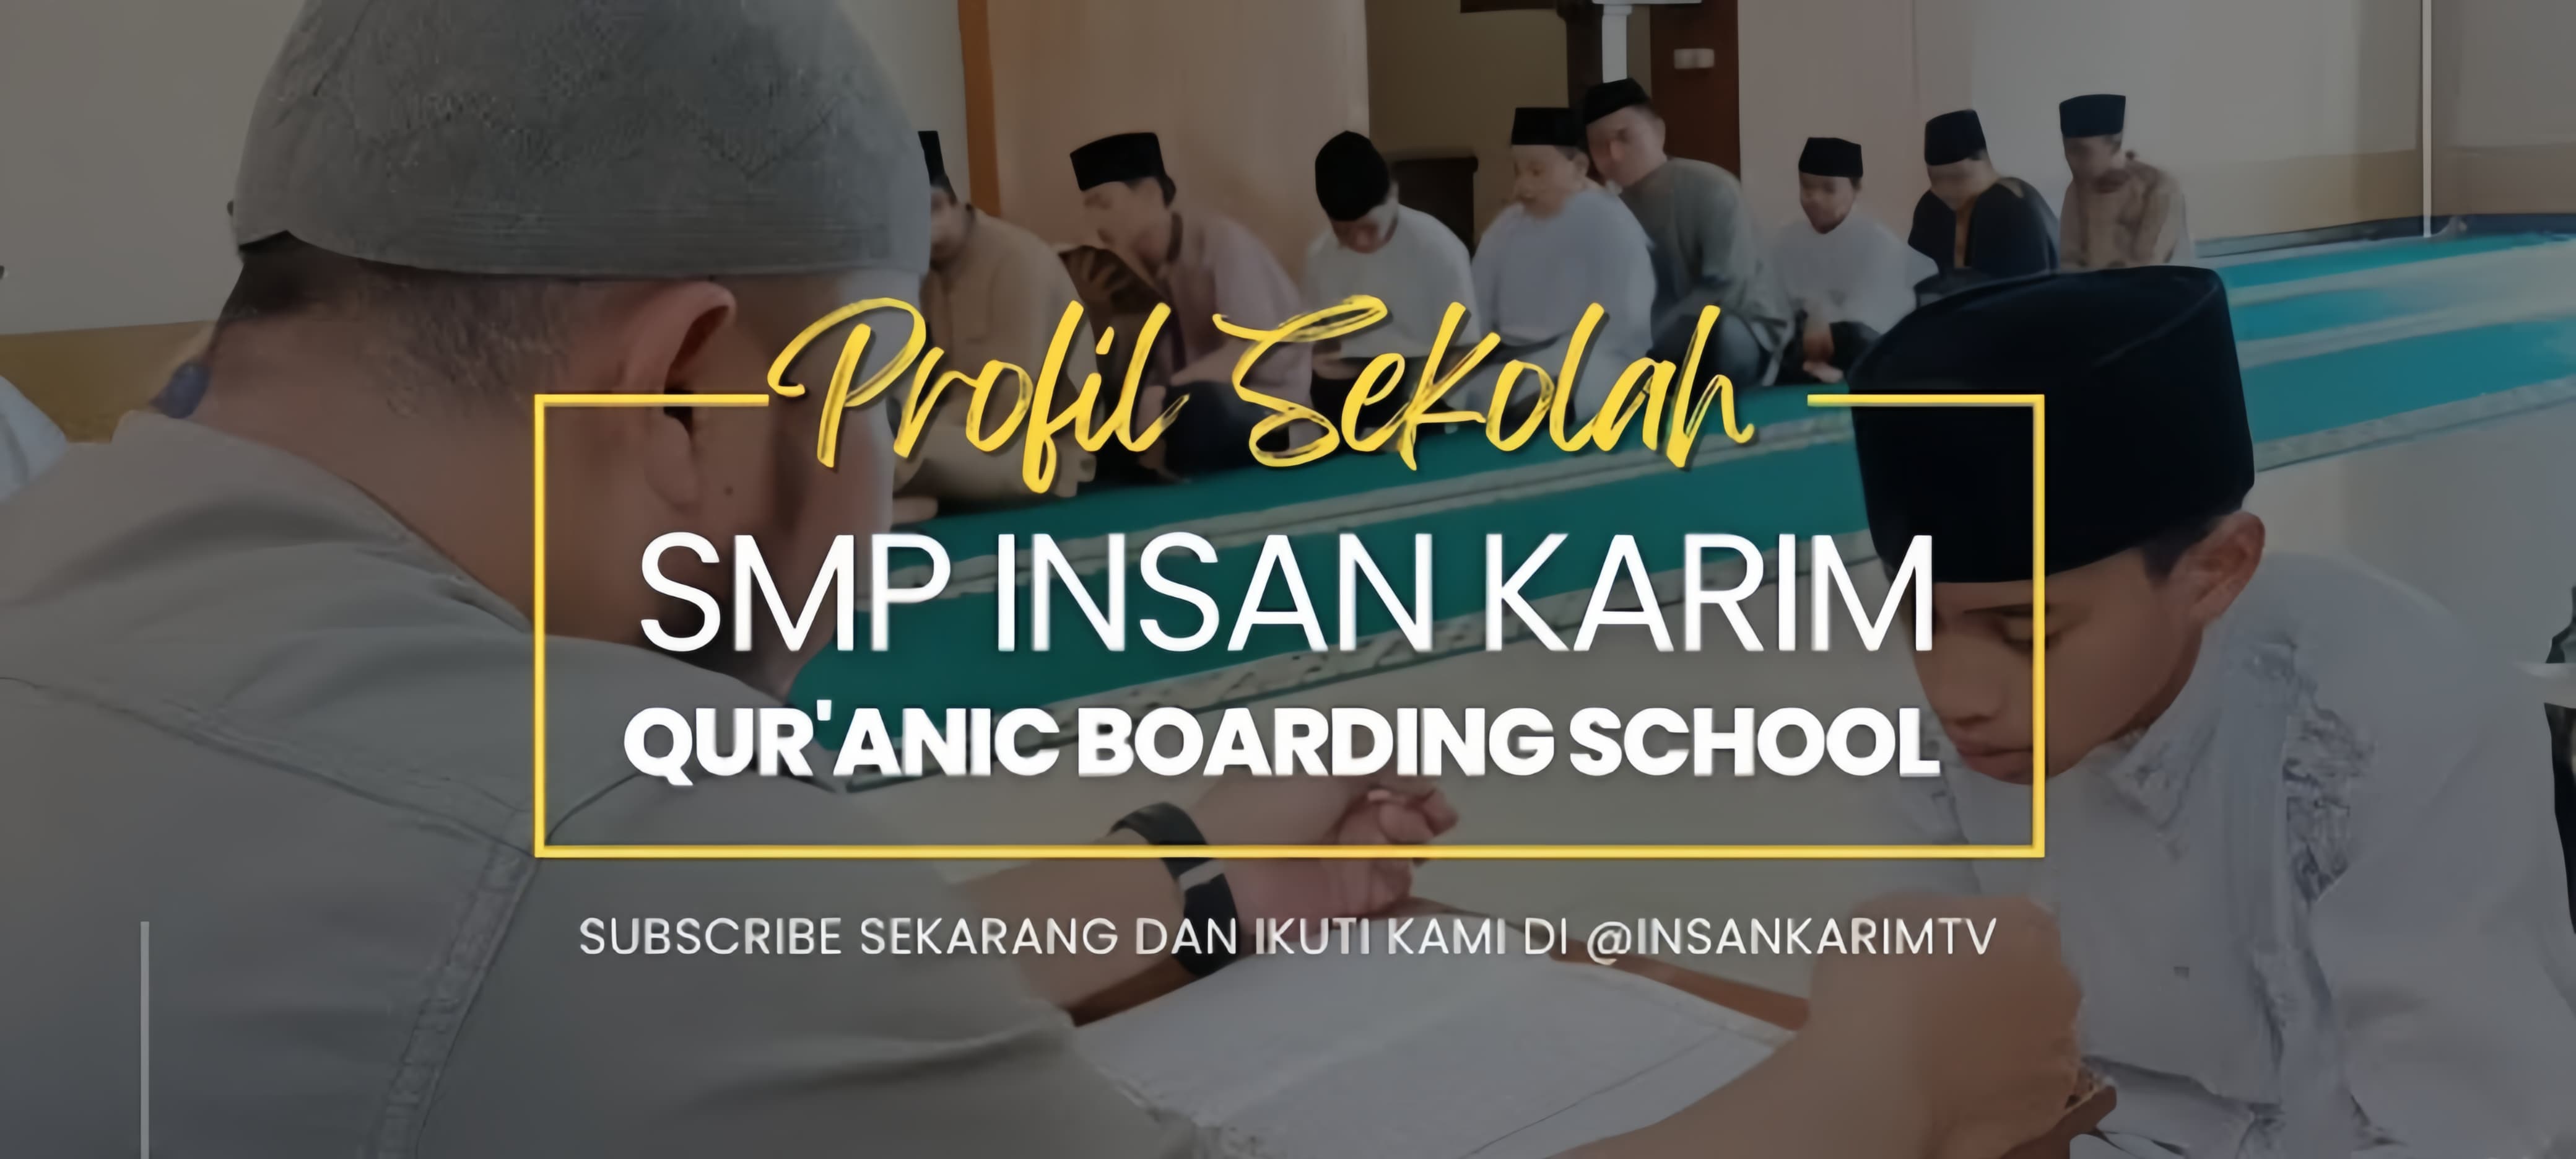 Profil Sekolah
SMP INSAN KARIM
QUR'ANIC BOARDING SCHOOL
SUBSCRIBE SEKARANG DAN IKUTI KAMI DI @INSANKARIMTV